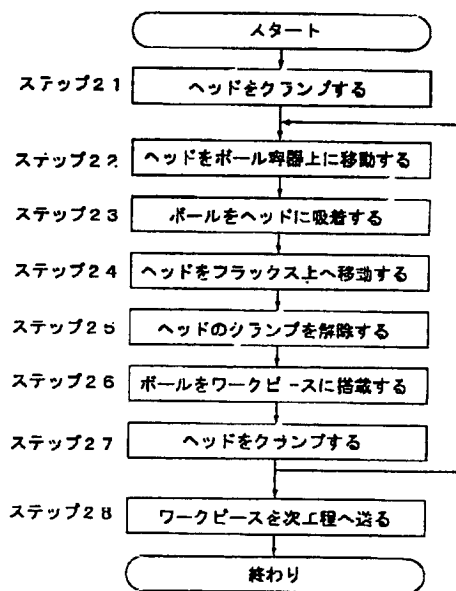 スタート
ステップ21 ヘッドをクランプする
ステップ22 ヘッドをボール容器上に移動する
ステップ23 ボールをヘッドに吸着する
ステップ24 ヘッドをフラックス上へ移動する
ステップ25 ヘッドのクランプを解除する
ステップ26 ボールをワークピースに搭載する
ステップ27 ヘッドをクランプする
ステップ28 ワークピースを次工程へ送る
終わり